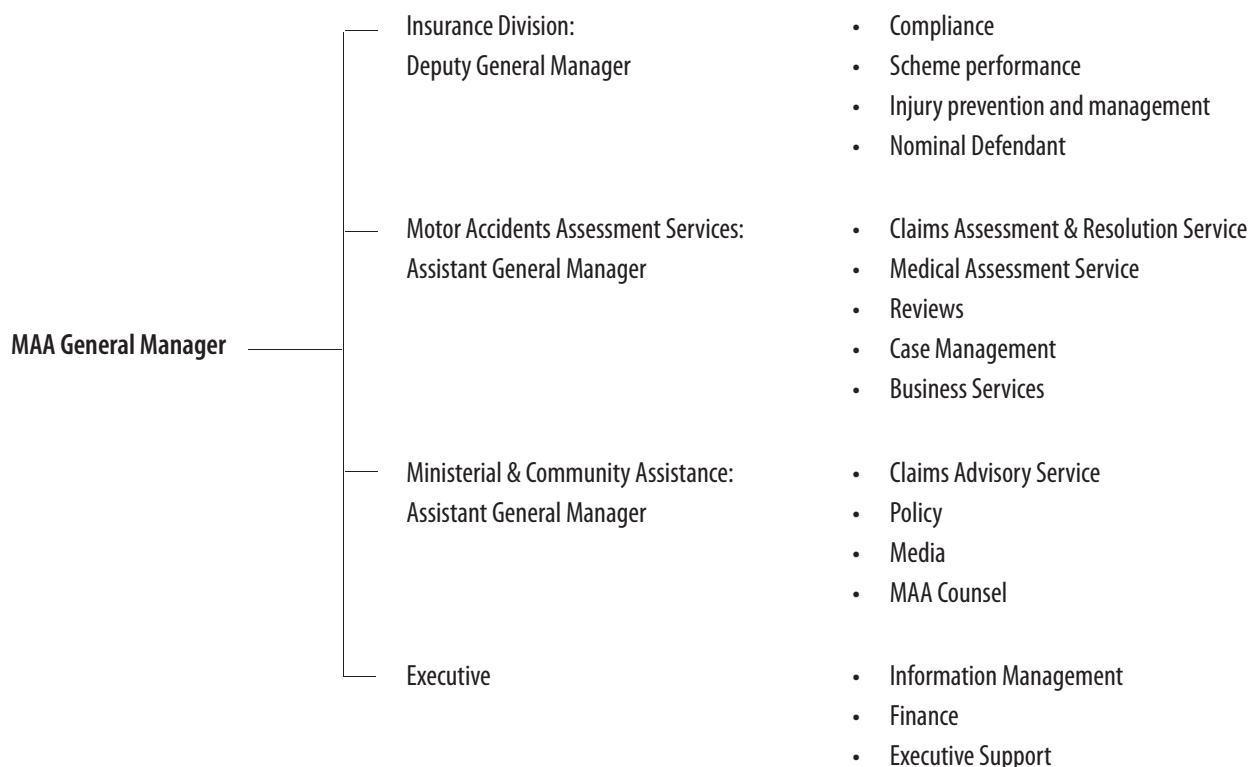 Insurance Division:
Deputy General Manager
• Compliance
• Scheme performance
• Injury prevention and management
• Nominal Defendant
Motor Accidents Assessment Services:
Assistant General Manager
• Claims Assessment & Resolution Service
• Medical Assessment Service
• Reviews
• Case Management
• Business Services
MAA General Manager
Ministerial & Community Assistance:
Assistant General Manager
• Claims Advisory Service
• Policy
• Media
• MAA Counsel
Executive
• Information Management
• Finance
• Executive Support